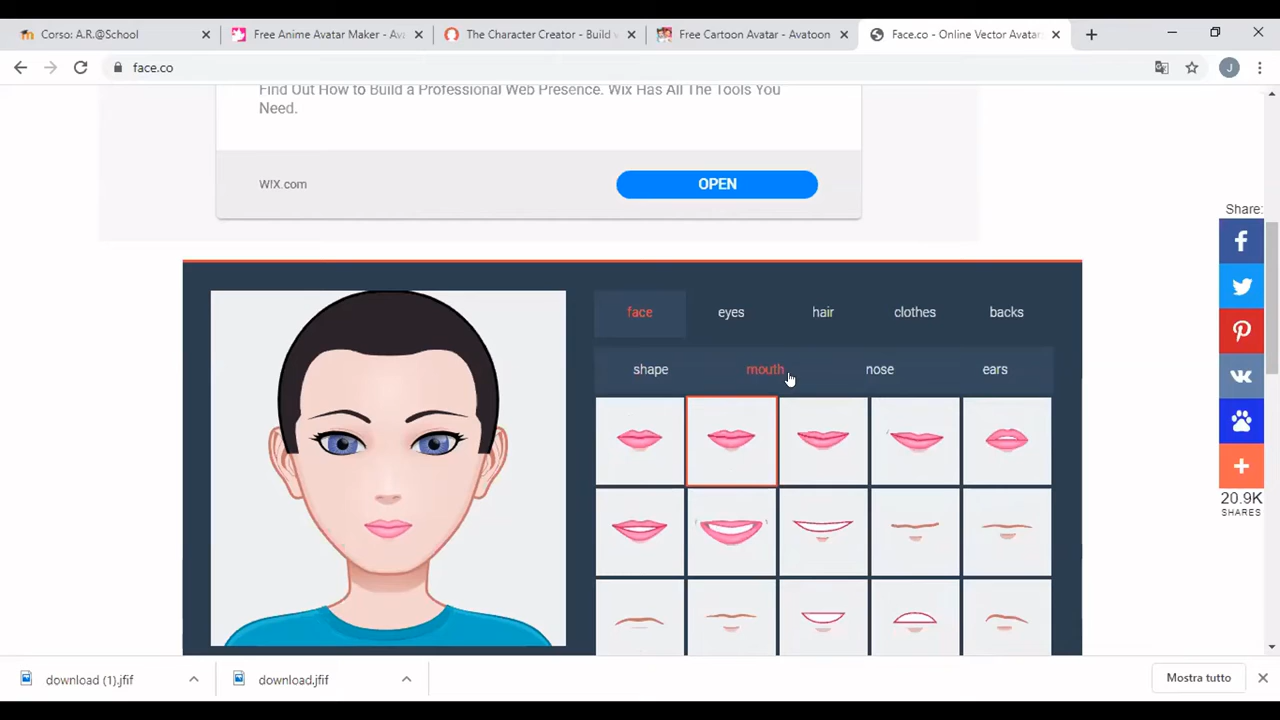 Corso: A.R.@School
Free Anime Avatar Maker - Ava
The Character Creator - Build v
Free Cartoon Avatar - Avatoon
Face.co - Online Vector Avatar
face.co
J
Find Out How to Build a Professional Web Presence. Wix Has All The Tools You
Need.
W!X.com
OPEN
Share:
face
eyes
hair
clothes
backs
shape
mouth
nose
ears
20.9K
SHARES
download (1).jfif
download.jfif
Mostra tutto